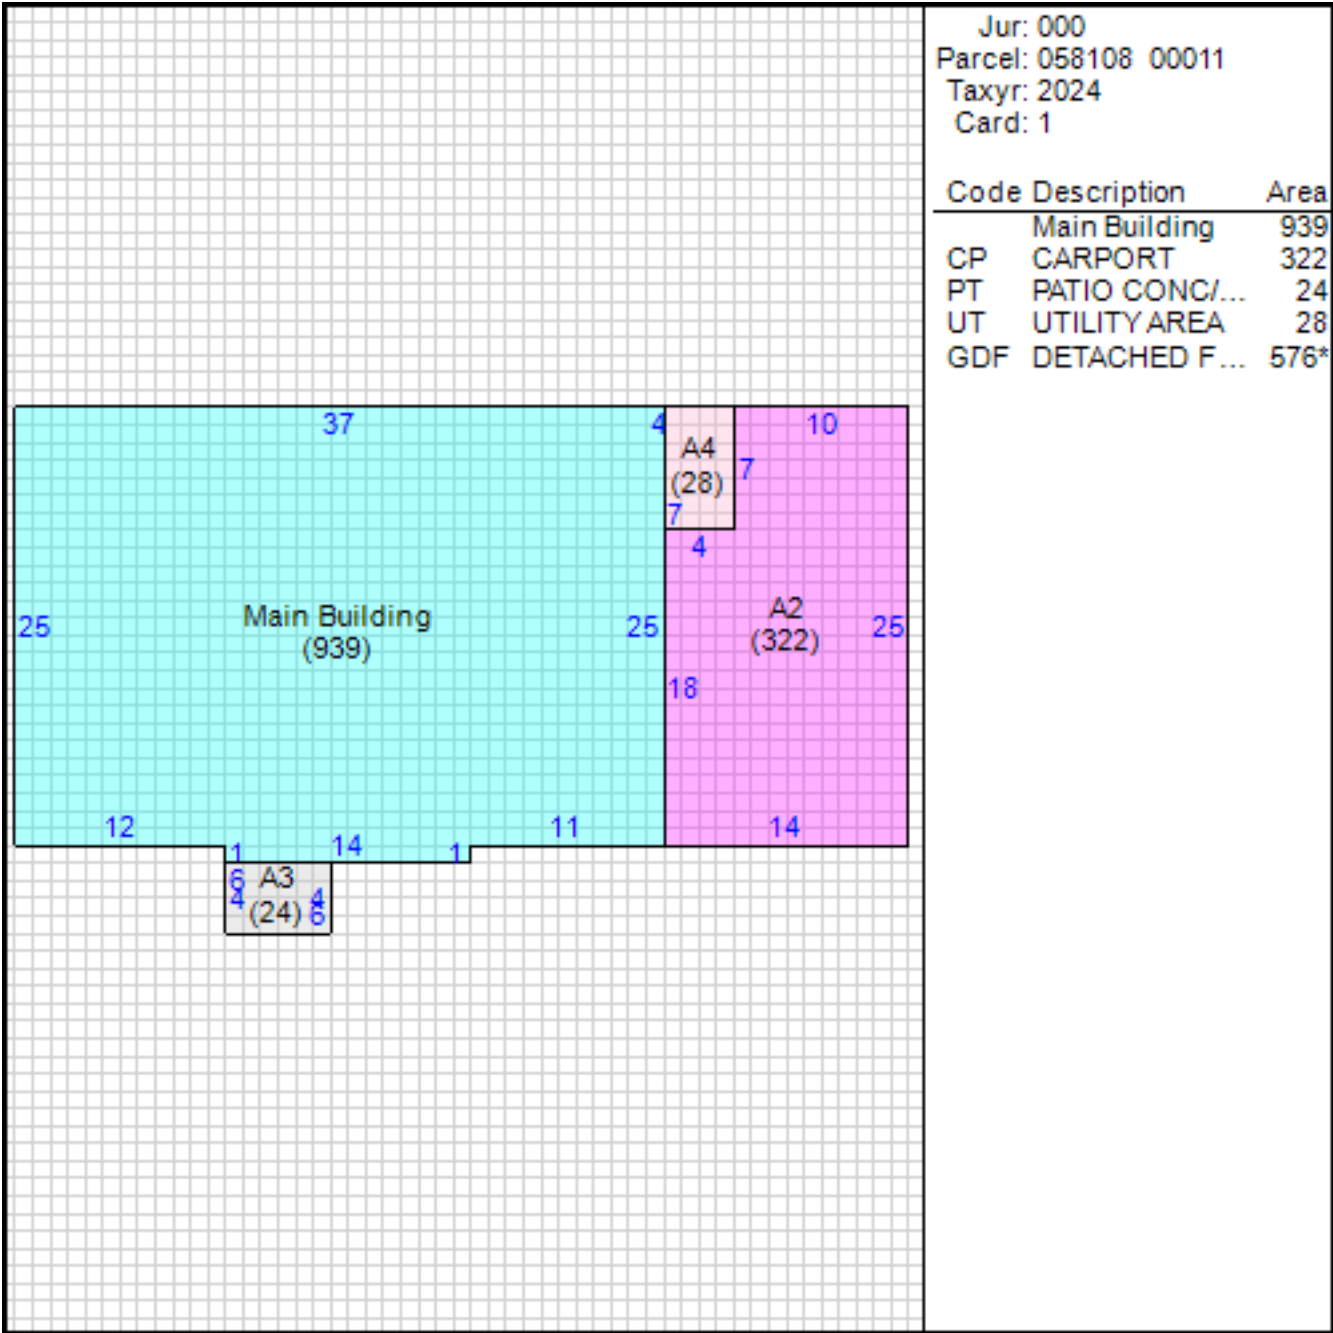 Jur: 000
Parcel: 058108 00011
Taxyr: 2024
Card: 1
Code Description Area
Main Building 939
CP CARPORT 322
PT PATIO CONC/... 24
UT UTILITY AREA 28
GDF DETACHED F... 576*
37
4
10
A4
(28)
7
7
4
25
Main Building
(939)
25
A2
(322)
25
18
12
14
11
14
1
1
6
A3
4
4
(24)
6